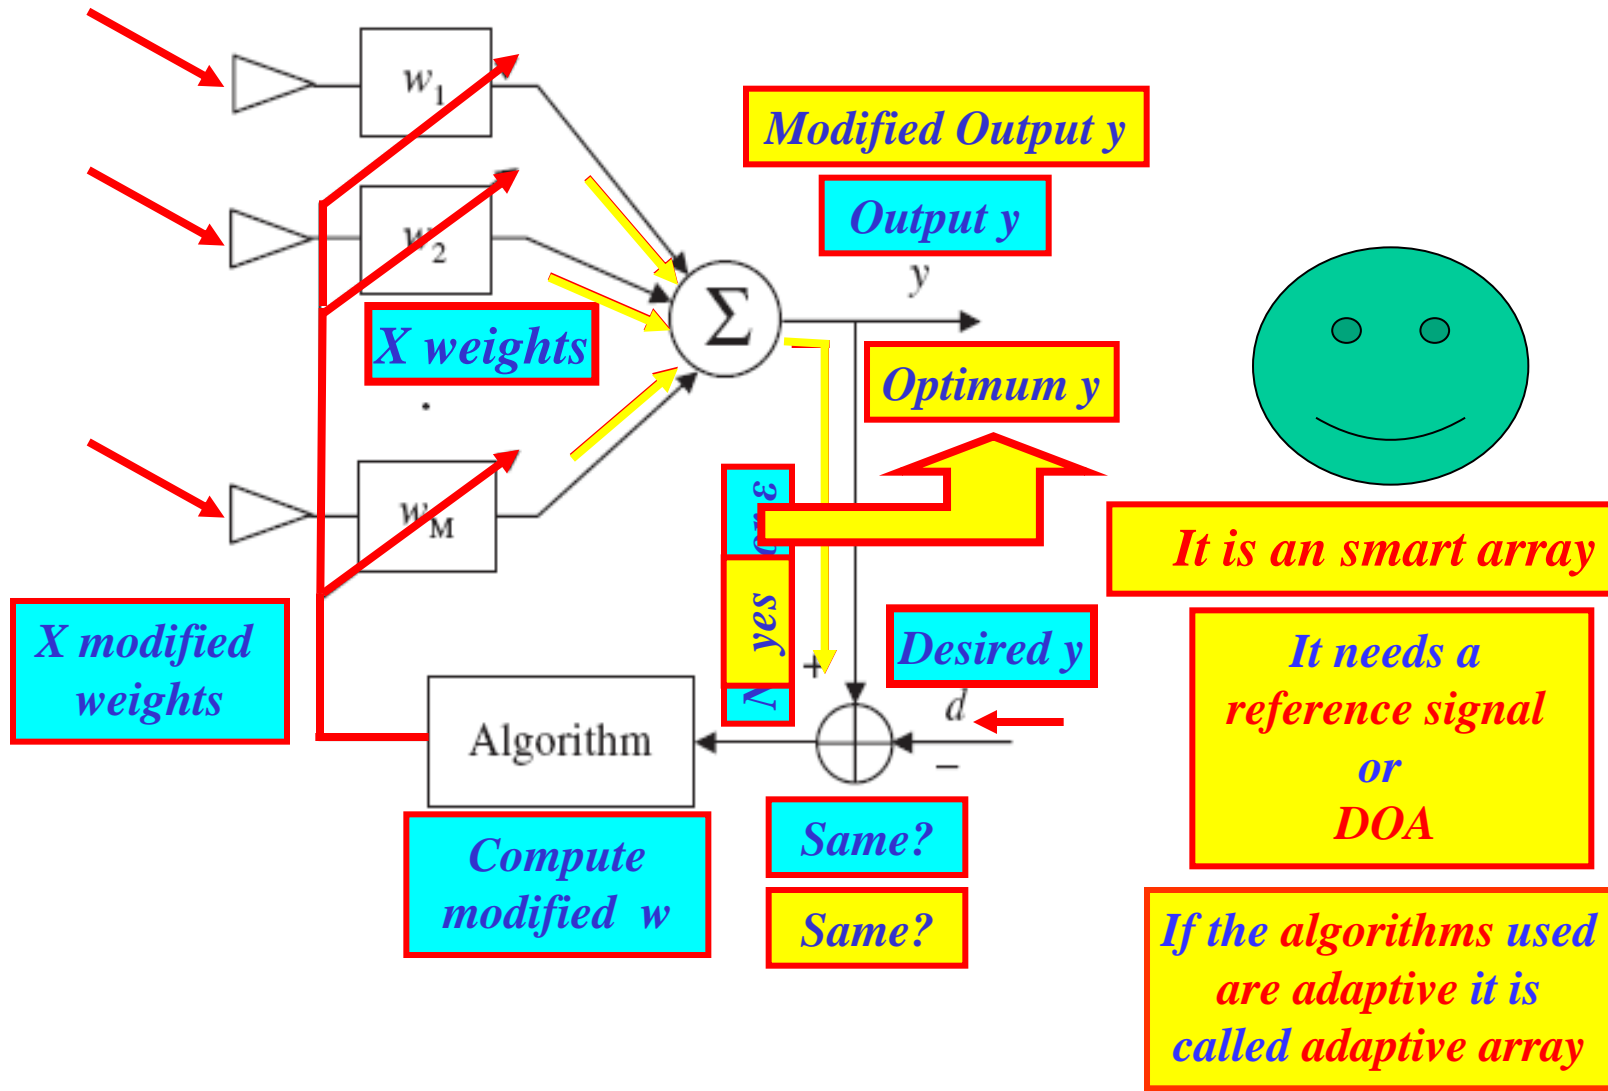 w1
Modified Output y
Output y
y
w2
X weights
Σ
Optimum y
wM
It is an smart array
yes
X modified
weights
+
Desired y
It needs a
reference signal
or
DOA
d
−
Algorithm
Same?
Compute
modified w
Same?
If the algorithms used
are adaptive it is
called adaptive array